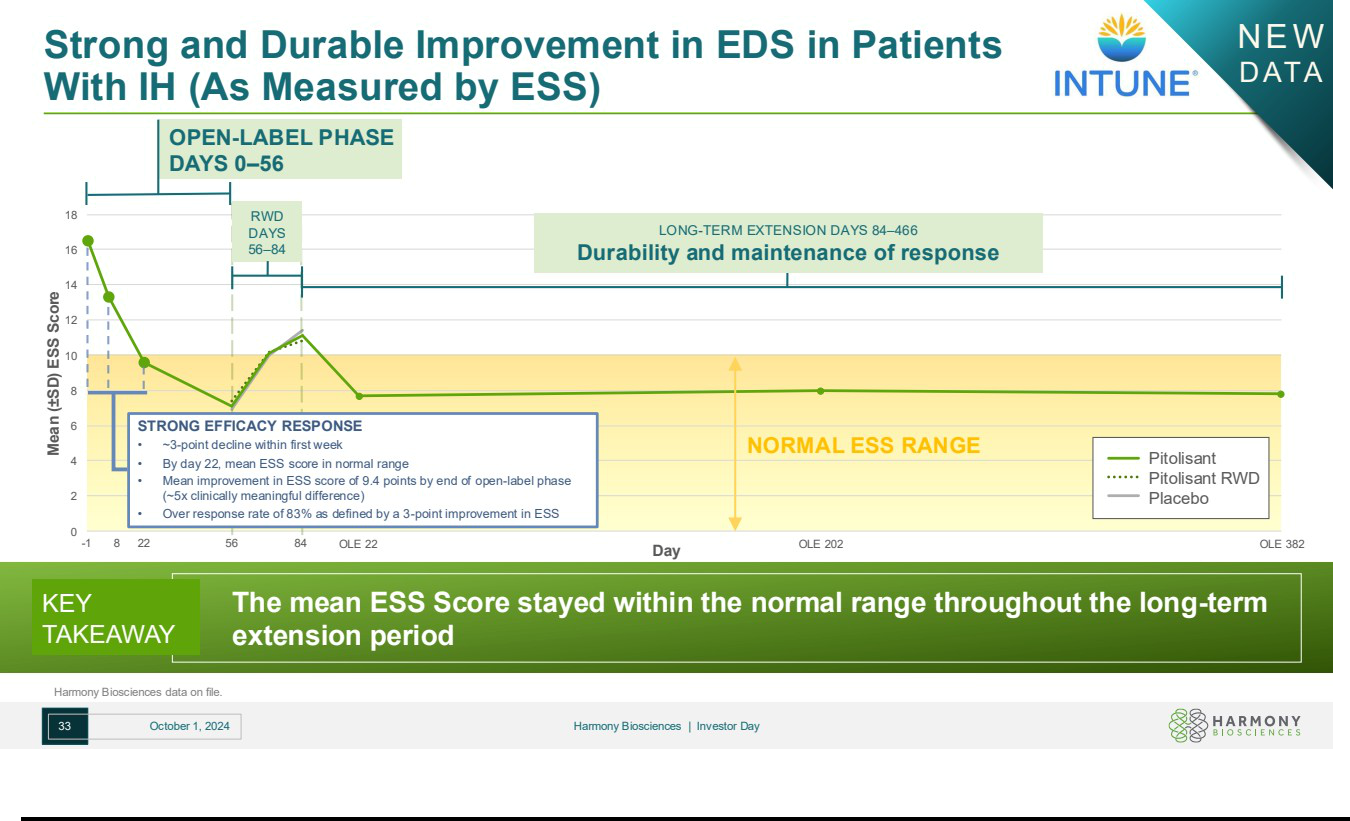 Strong and Durable Improvement in EDS in Patients
With IH (As Measured by ESS)
INTUNE®
NEW
DATA
OPEN-LABEL PHASE
DAYS 0–56
RWD
DAYS
56–84
LONG-TERM EXTENSION DAYS 84–466
Durability and maintenance of response
Mean (±SD) ESS Score
18
16
14
12
10
8
6
4
2
0
STRONG EFFICACY RESPONSE
• ~3-point decline within first week
• By day 22, mean ESS score in normal range
• Mean improvement in ESS score of 9.4 points by end of open-label phase
(~5x clinically meaningful difference)
• Over response rate of 83% as defined by a 3-point improvement in ESS
NORMAL ESS RANGE
Pitolisant
Pitolisant RWD
Placebo
-1 8 22 56 84 OLE 22 OLE 202 OLE 382
Day
KEY
TAKEAWAY
The mean ESS Score stayed within the normal range throughout the long-term
extension period
Harmony Biosciences data on file.
33 October 1, 2024 Harmony Biosciences | Investor Day
HARMONY
BIOSCIENCES